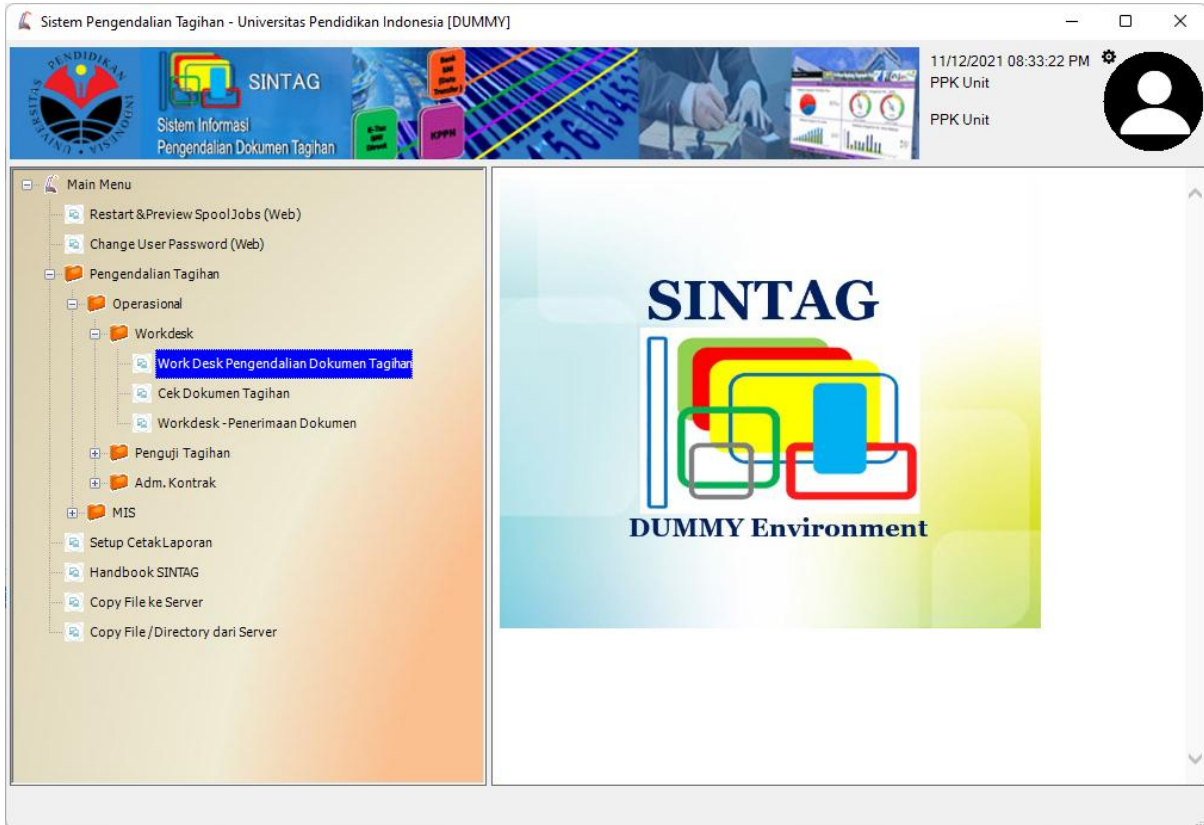 Sistem Pengendalian Tagihan - Universitas Pendidikan Indonesia [DUMMY]
UNIVERSITAS PENDIDIKAN INDONESIA
SINTAG
Sistem Informasi
Pengendalian Dokumen Tagihan
KPPN
11/12/2021 08:33:22 PM
PPK Unit
PPK Unit
Main Menu
Restart & Preview Spool Jobs (Web)
Change User Password (Web)
Pengendalian Tagihan
Operasional
Workdesk
Work Desk Pengendalian Dokumen Tagihan
Cek Dokumen Tagihan
Workdesk - Penerimaan Dokumen
Penguji Tagihan
Adm. Kontrak
MIS
Setup Cetak Laporan
Handbook SINTAG
Copy File ke Server
Copy File / Directory dari Server
SINTAG
DUMMY Environment